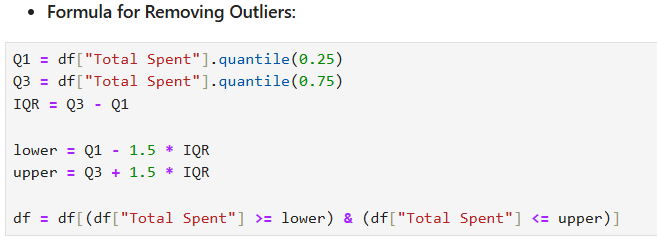 • Formula for Removing Outliers:
Q1 = df["Total Spent"].quantile(0.25)
Q3 = df["Total Spent"].quantile(0.75)
IQR = Q3 - Q1
lower = Q1 - 1.5 * IQR
upper = Q3 + 1.5 * IQR
df = df[(df["Total Spent"] >= lower) & (df["Total Spent"] <= upper)]